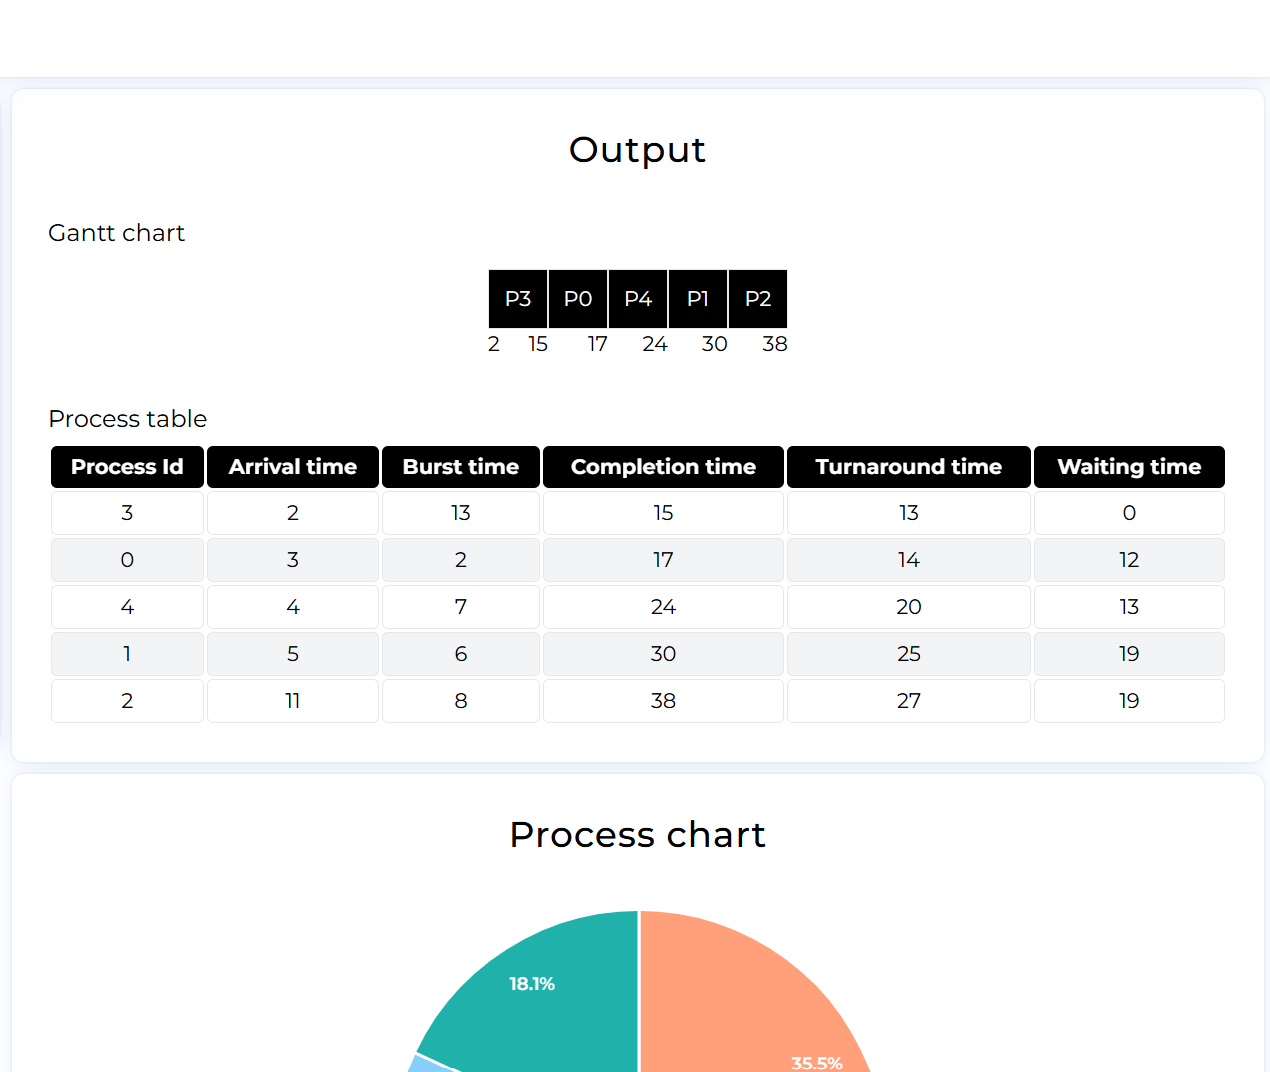 Output
Gantt chart
P3 P0 P4 P1 P2
2 15 17 24 30 38
Process table
Process Id Arrival time Burst time Completion time Turnaround time Waiting time
3 2 13 15 13 0
0 3 2 17 14 12
4 4 7 24 20 13
1 5 6 30 25 19
2 11 8 38 27 19
Process chart
18.1%
35.5%